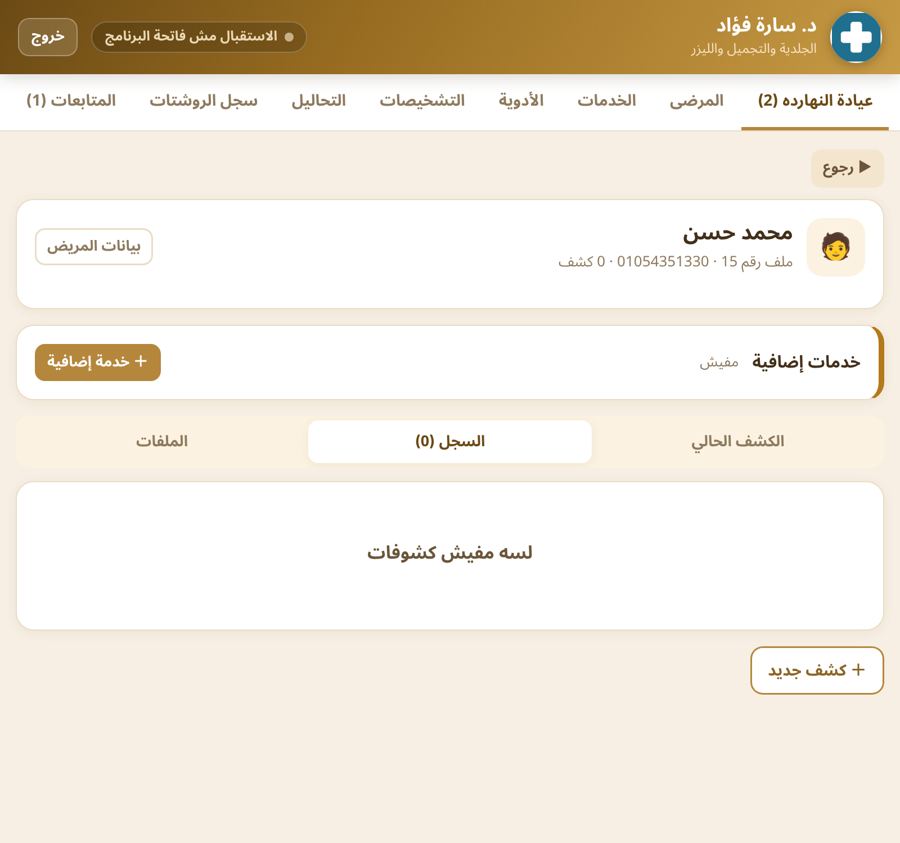 د. سارة فؤاد
الجلدية والتجميل والليزر
الاستقبال مش فاتحة البرنامج
خروج
عيادة النهارده (2)
المرضى
الخدمات
الأدوية
التشخيصات
التحاليل
سجل الروشتات
المتابعات (1)
رجوع
محمد حسن
ملف رقم 15 · 01054351330 · 0 كشف
بيانات المريض
خدمات إضافية
مفيش
+ خدمة إضافية
الكشف الحالي
السجل (0)
الملفات
لسه مفيش كشوفات
+ كشف جديد